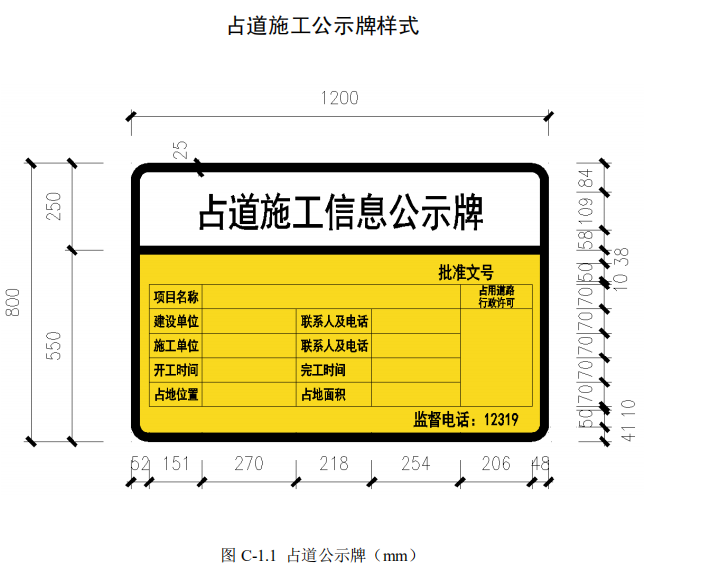 占道施工公示牌样式
1200
25
250
800
550
占道施工信息公示牌
批准文号
项目名称
占用道路
行政许可
建设单位 联系人及电话
施工单位 联系人及电话
开工时间 完工时间
占地位置 占地面积
监督电话：12319
84
109
58
38
50
10
70
70
70
70
70
50
10
41
52 151 270 218 254 206 48
图 C-1.1 占道公示牌（mm）